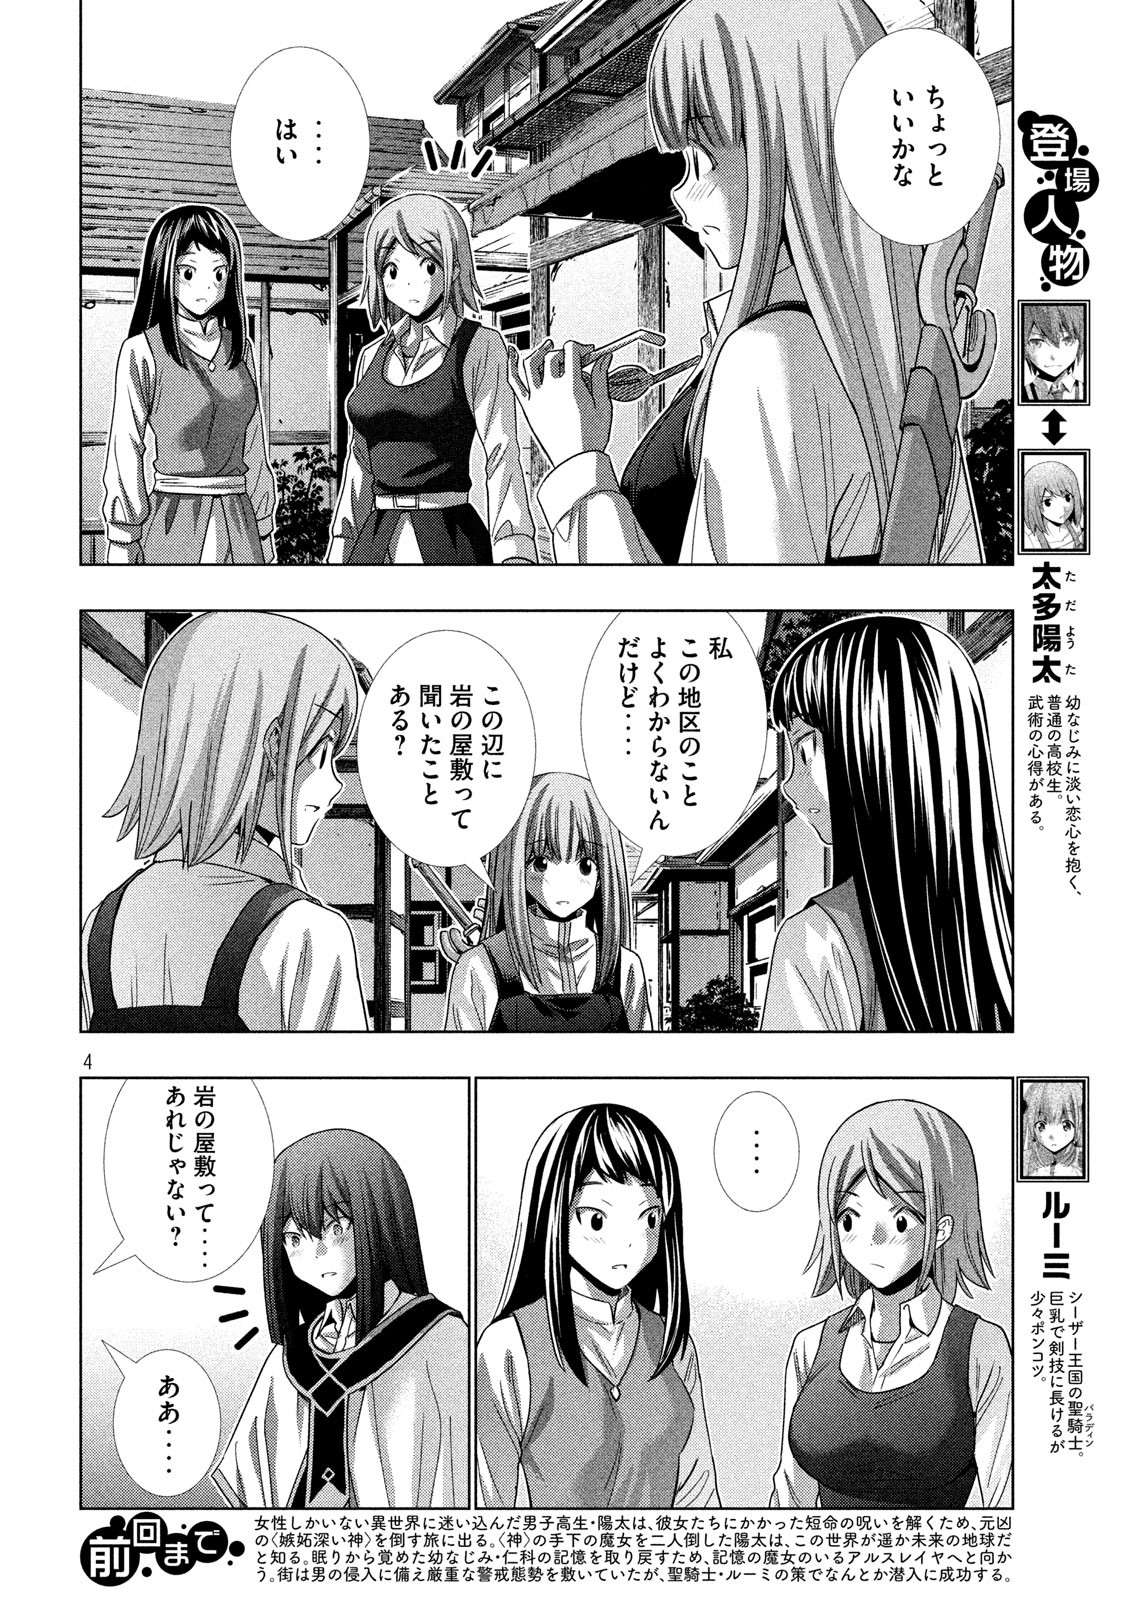 ちょっと
いいかな
‥‥
はい
私
この地区のこと
よくわからないん
だけど‥‥
この辺に
岩の屋敷って
聞いたこと
ある?
‥‥
岩の屋敷って‥‥
あれじゃない?
ああ‥‥
登場人物
太多陽太
ただようた
幼なじみに淡い恋心を抱く、
普通の高校生。
武術の心得がある。
ルーミ
シーザー王国の聖騎士。
パラディン
巨乳で剣技に長けるが
少々ポンコツ。
4
前回まで
女性しかいない異世界に迷い込んだ男子高生・陽太は、彼女たちにかかった短命の呪いを解くため、元凶
の〈嫉妬深い神〉を倒す旅に出る。〈神〉の手下の魔女を二人倒した陽太は、この世界が遥か未来の地球だ
と知る。眠りから覚めた幼なじみ・仁科の記憶を取り戻すため、記憶の魔女のいるアルスレイヤへと向か
う。街は男の侵入に備え厳重な警戒態勢を敷いていたが、聖騎士・ルーミの策でなんとか潜入に成功する。